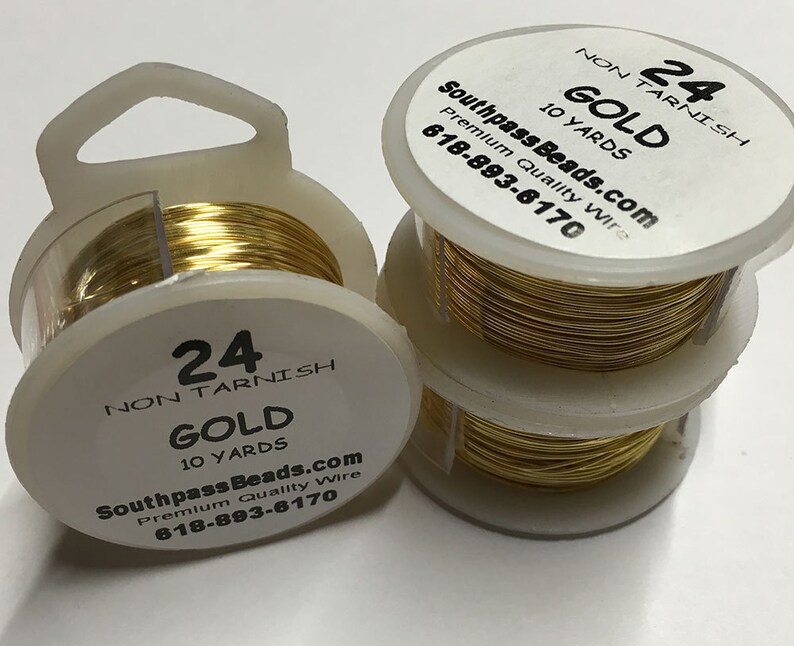 24
NON TARNISH
GOLD
10 YARDS
SouthpassBeads.com
Premium Quality Wire
618-893-6170
24
NON TARNISH
GOLD
10 YARDS
SouthpassBeads.com
Premium Quality Wire
618-893-6170